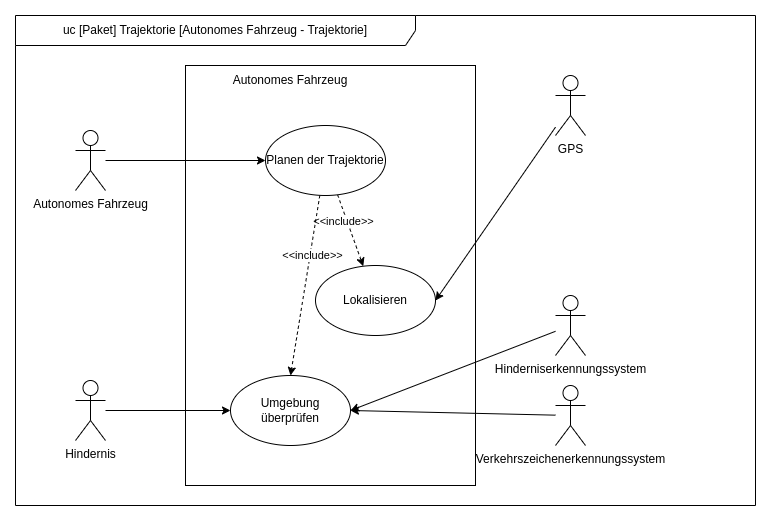 uc [Paket] Trajektorie [Autonomes Fahrzeug - Trajektorie]
Autonomes Fahrzeug
Planen der Trajektorie
GPS
Autonomes Fahrzeug
<<include>>
<<include>>
Lokalisieren
Hinderniserkennungssystem
Umgebung
überprüfen
Hindernis
Verkehrszeichenerkennungssystem